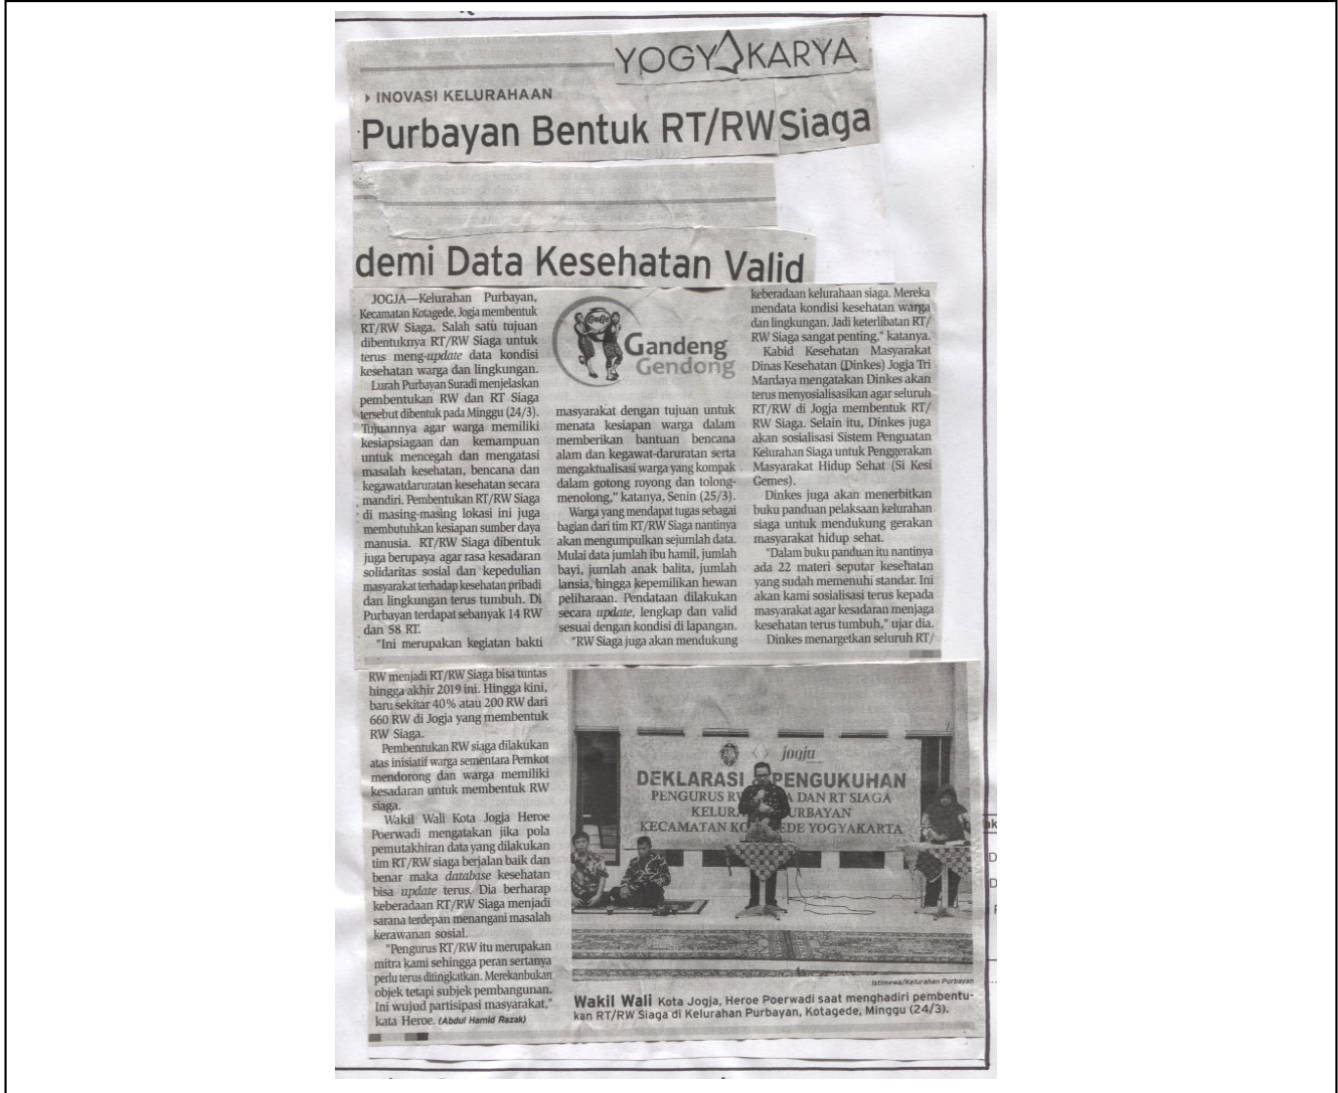 YOGYAKARYA
INOVASI KELURAHAAN
Purbayan Bentuk RT/RW Siaga
demi Data Kesehatan Valid
JOGJA—Kelurahan Purbayan,
Kecamatan Kotagede, Jogja membentuk
RT/RW Siaga. Salah satu tujuan
dibentuknya RT/RW Siaga untuk
terus meng-update data kondisi
kesehatan warga dan lingkungan.
Lurah Purbayan Suradi menjelaskan
pembentukan RW dan RT Siaga
tersebut dibentuk pada Minggu (24/3).
Tujuannya agar warga memiliki
kesiapsiagaan dan kemampuan
untuk mencegah dan mengatasi
masalah kesehatan, bencana dan
kegawatdaruratan kesehatan secara
mandiri. Pembentukan RT/RW Siaga
di masing-masing lokasi ini juga
membutuhkan kesiapan sumber daya
manusia. RT/RW Siaga dibentuk
juga berupaya agar rasa kesadaran
solidaritas sosial dan kepedulian
masyarakat terhadap kesehatan pribadi
dan lingkungan terus tumbuh. Di
Purbayan terdapat sebanyak 14 RW
dan 58 RT.
"Ini merupakan kegiatan bakti
Gandeng
Gendong
masyarakat dengan tujuan untuk
menata kesiapan warga dalam
memberikan bantuan bencana
alam dan kegawat-daruratan serta
mengaktualisasi warga yang kompak
dalam gotong royong dan tolong-
menolong," katanya, Senin (25/3).
Warga yang mendapat tugas sebagai
bagian dari tim RT/RW Siaga nantinya
akan mengumpulkan sejumlah data.
Mulai data jumlah ibu hamil, jumlah
bayi, jumlah anak balita, jumlah
lansia, hingga kepemilikan hewan
peliharaan. Pendataan dilakukan
secara update, lengkap dan valid
sesuai dengan kondisi di lapangan.
"RW Siaga juga akan mendukung
keberadaan kelurahaan siaga. Mereka
mendata kondisi kesehatan warga
dan lingkungan. Jadi keterlibatan RT/
RW Siaga sangat penting," katanya.
Kabid Kesehatan Masyarakat
Dinas Kesehatan (Dinkes) Jogja Tri
Mardaya mengatakan Dinkes akan
terus menyosialisasikan agar seluruh
RT/RW di Jogja membentuk RT/
RW Siaga. Selain itu, Dinkes juga
akan sosialisasi Sistem Penguatan
Kelurahan Siaga untuk Penggerakan
Masyarakat Hidup Sehat (Si Kesi
Gemes).
Dinkes juga akan menerbitkan
buku panduan pelaksaan kelurahan
siaga untuk mendukung gerakan
masyarakat hidup sehat.
"Dalam buku panduan itu nantinya
ada 22 materi seputar kesehatan
yang sudah memenuhi standar. Ini
akan kami sosialisasi terus kepada
masyarakat agar kesadaran menjaga
kesehatan terus tumbuh," ujar dia.
Dinkes menargetkan seluruh RT/
RW menjadi RT/RW Siaga bisa tuntas
hingga akhir 2019 ini. Hingga kini,
baru sekitar 40% atau 200 RW dari
660 RW di Jogja yang membentuk
RW Siaga.
Pembentukan RW siaga dilakukan
atas inisiatif warga sementara Pemkot
mendorong dan warga memiliki
kesadaran untuk membentuk RW
siaga.
Wakil Wali Kota Jogja Heroe
Poerwadi mengatakan jika pola
pemutakhiran data yang dilakukan
tim RT/RW siaga berjalan baik dan
benar maka database kesehatan
bisa update terus. Dia berharap
keberadaan RT/RW Siaga menjadi
sarana terdepan menangani masalah
kerawanan sosial.
"Pengurus RT/RW itu merupakan
mitra kami sehingga peran sertanya
perlu terus ditingkatkan. Merekanbukan
objek tetapi subjek pembangunan.
Ini wujud partisipasi masyarakat,"
kata Heroe. (Abdul Hamid Razak)
jogja
DEKLARASI & PENGUKUHAN
PENGURUS RW A DAN RT SIAGA
KELURA URBAYAN
KECAMATAN KO EDE YOGYAKARTA
Istimewa/Kelurahan Purbayan
Wakil Wali Kota Jogja, Heroe Poerwadi saat menghadiri pembentu-
kan RT/RW Siaga di Kelurahan Purbayan, Kotagede, Minggu (24/3).